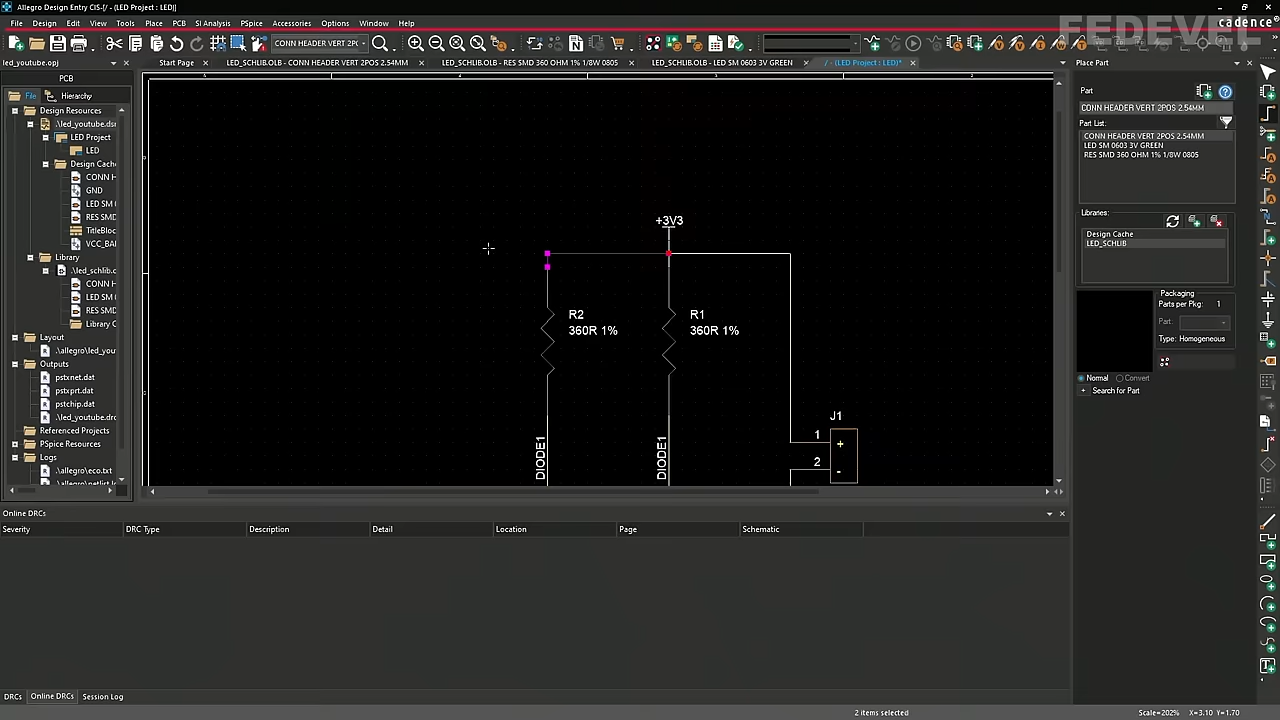 Allegro Design Entry CIS-[/ - (LED Project : LED)]
File Design Edit View Tools Place PCB SI Analysis PSpice Accessories Options Window Help
FEDEVEL
cadence
CONN HEADER VERT 2P(
led_youtube.opj
Start Page
LED_SCHLIB.OLB - CONN HEADER VERT 2POS 2.54MM
LED_SCHLIB.OLB - RES SMD 360 OHM 1% 1/8W 0805
LED_SCHLIB.OLB - LED SM 0603 3V GREEN
/ - (LED Project : LED)*
Place Part
PCB
File Hierarchy
Design Resources
.\led_youtube.dsn
LED Project
LED
Design Cache
CONN H
GND
LED SM
RES SMD
TitleBloc
VCC_BAI
Library
.\led_schlib.c
CONN H
LED SM
RES SMD
Library C
Layout
.\allegro\led_you
Outputs
pstxnet.dat
pstxprt.dat
pstchip.dat
.\led_youtube.drc
Referenced Projects
PSpice Resources
Logs
.\allegro\eco.txt
.\allegro\netlist.l
+3V3
R2
360R 1%
R1
360R 1%
DIODE1
DIODE1
J1
1 +
2 -
Part
CONN HEADER VERT 2POS 2.54MM
Part List:
CONN HEADER VERT 2POS 2.54MM
LED SM 0603 3V GREEN
RES SMD 360 OHM 1% 1/8W 0805
Libraries:
Design Cache
LED_SCHLIB
Packaging
Parts per Pkg: 1
Part:
Type: Homogeneous
Normal Convert
Search for Part
Online DRCs
Severity DRC Type Description Detail Location Page Schematic
DRCs Online DRCs Session Log
2 items selected
Scale=202% X=3.10 Y=1.70